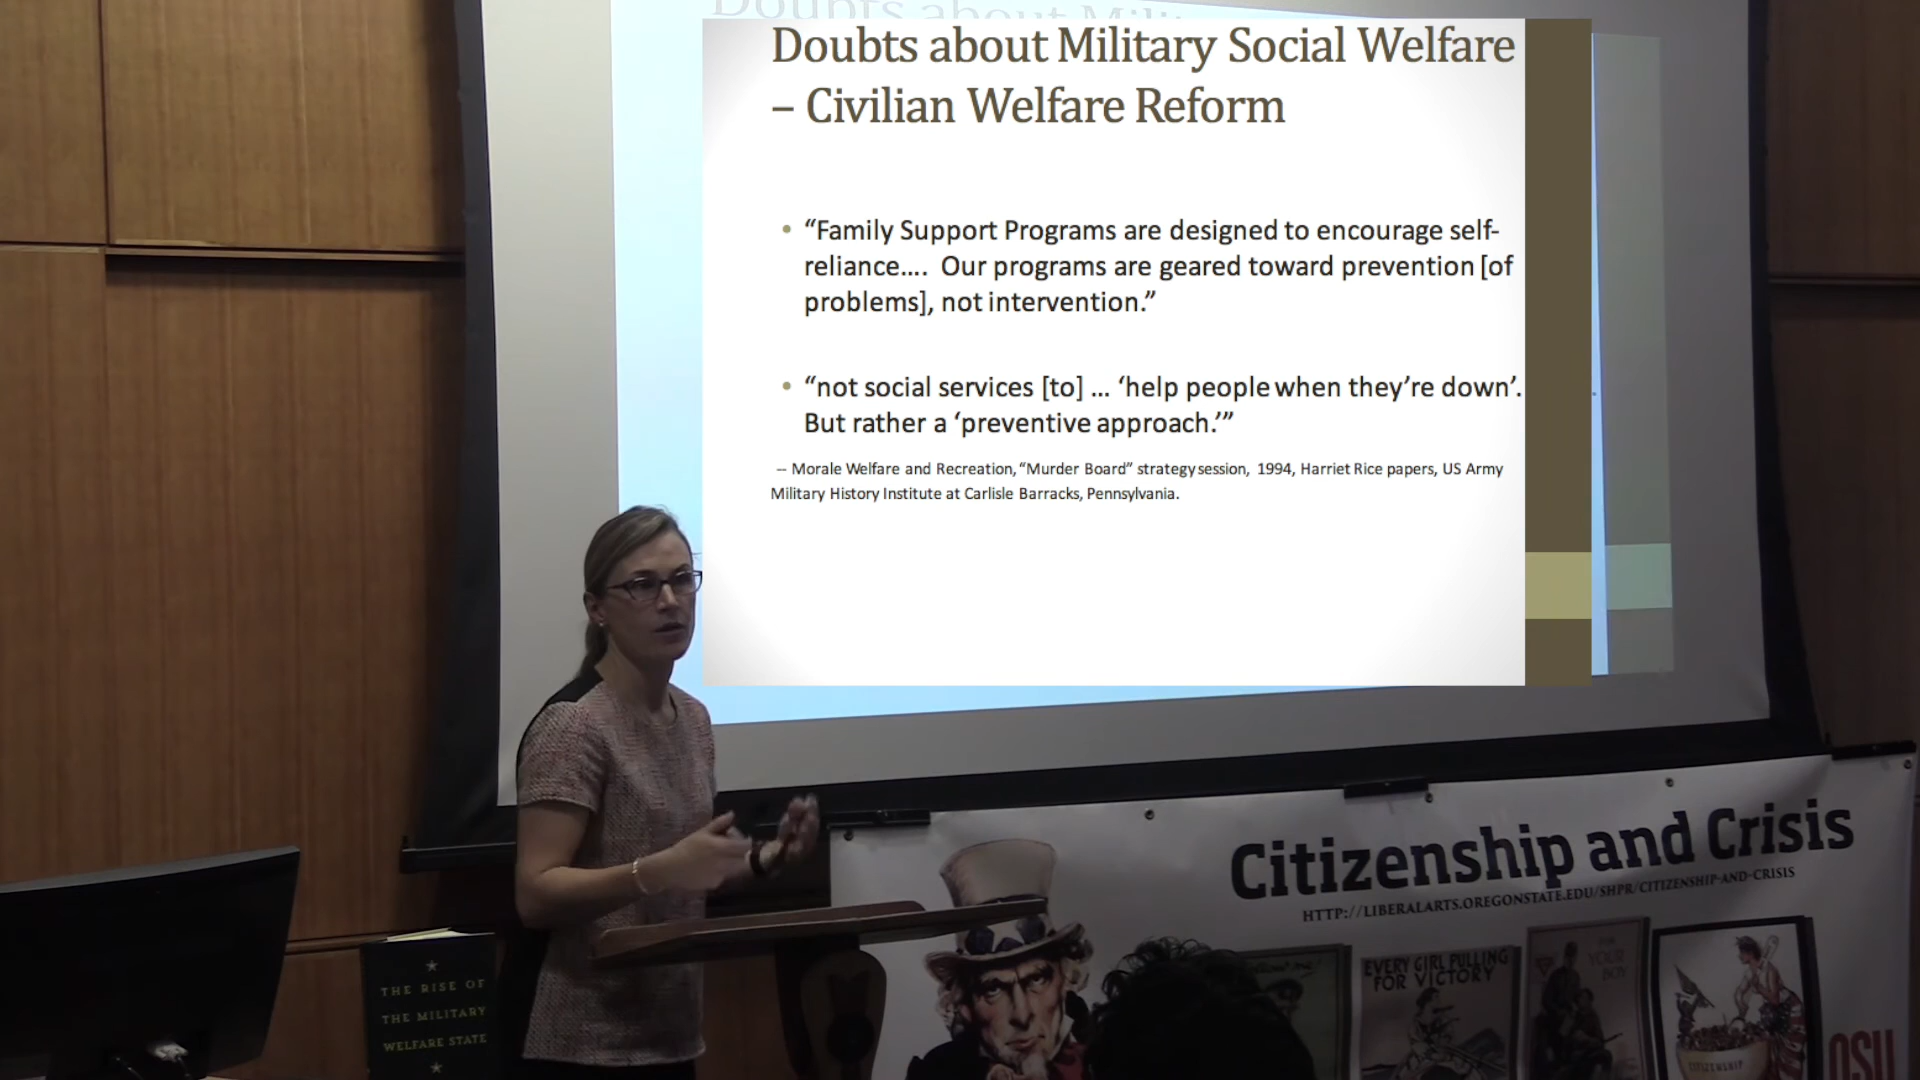 Doubts about Mili
Doubts about Military Social Welfare
– Civilian Welfare Reform
• “Family Support Programs are designed to encourage self-
reliance…. Our programs are geared toward prevention [of
problems], not intervention.”
• “not social services [to] … ‘help people when they’re down’.
But rather a ‘preventive approach.’”
– Morale Welfare and Recreation, “Murder Board” strategy session, 1994, Harriet Rice papers, US Army
Military History Institute at Carlisle Barracks, Pennsylvania.
Citizenship and Crisis
HTTP://LIBERALARTS.OREGONSTATE.EDU/SHPR/CITIZENSHIP-AND-CRISIS
EVERY GIRL PULLING
FOR VICTORY
YOUR
BOY
CITIZENSHIP
OSU
THE RISE OF
THE MILITARY
WELFARE STATE